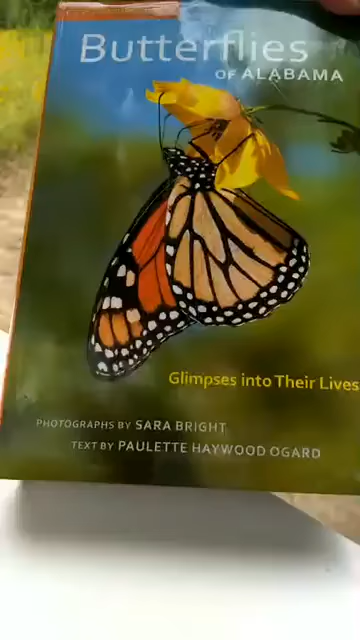 Butterflies
OF ALABAMA
Glimpses into Their Lives
PHOTOGRAPHS BY SARA BRIGHT
TEXT BY PAULETTE HAYWOOD OGARD